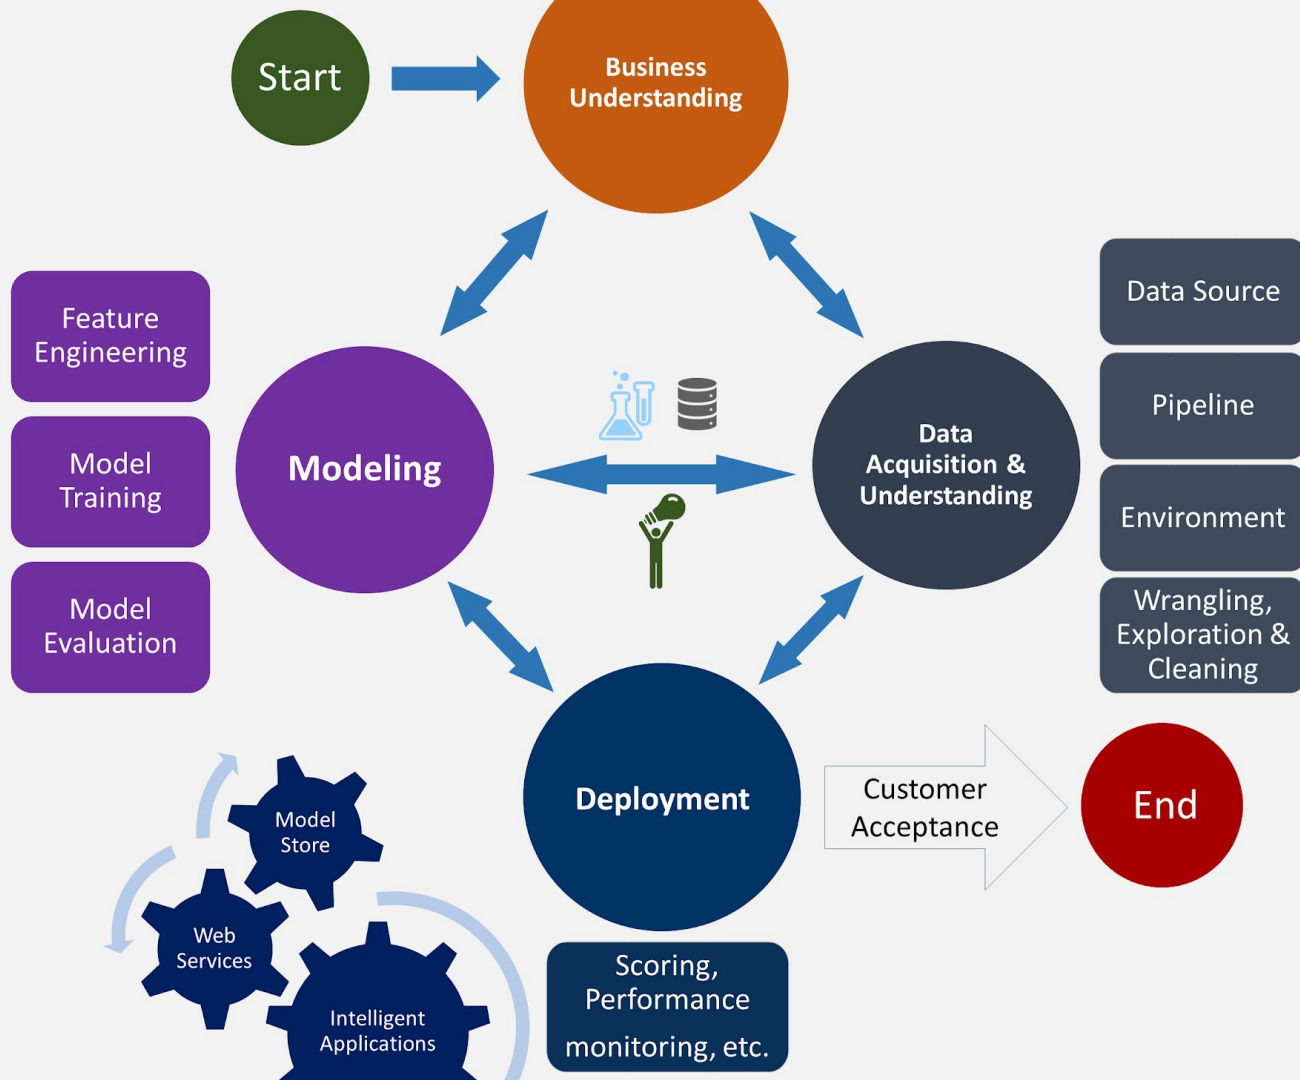 Start
Business
Understanding
Feature
Engineering
Model
Training
Model
Evaluation
Modeling
Data
Acquisition &
Understanding
Data Source
Pipeline
Environment
Wrangling,
Exploration &
Cleaning
Deployment
Customer
Acceptance
End
Model
Store
Web
Services
Intelligent
Applications
Scoring,
Performance
monitoring, etc.